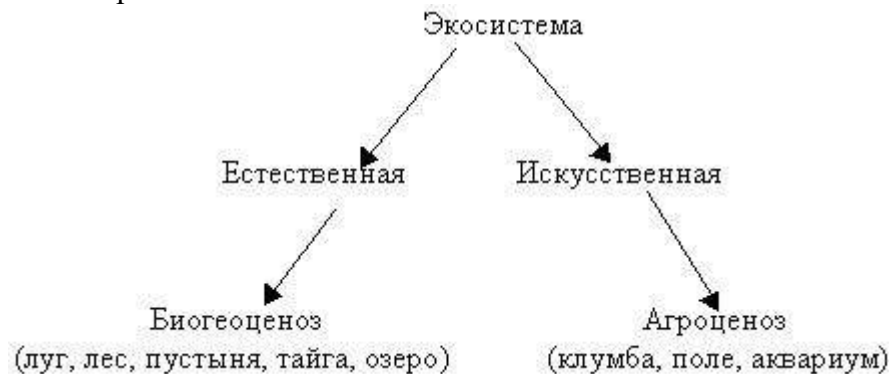 Экосистема
Естественная Искусственная
Биогеоценоз Агроценоз
(луг, лес, пустыня, тайга, озеро) (клумба, поле, аквариум)